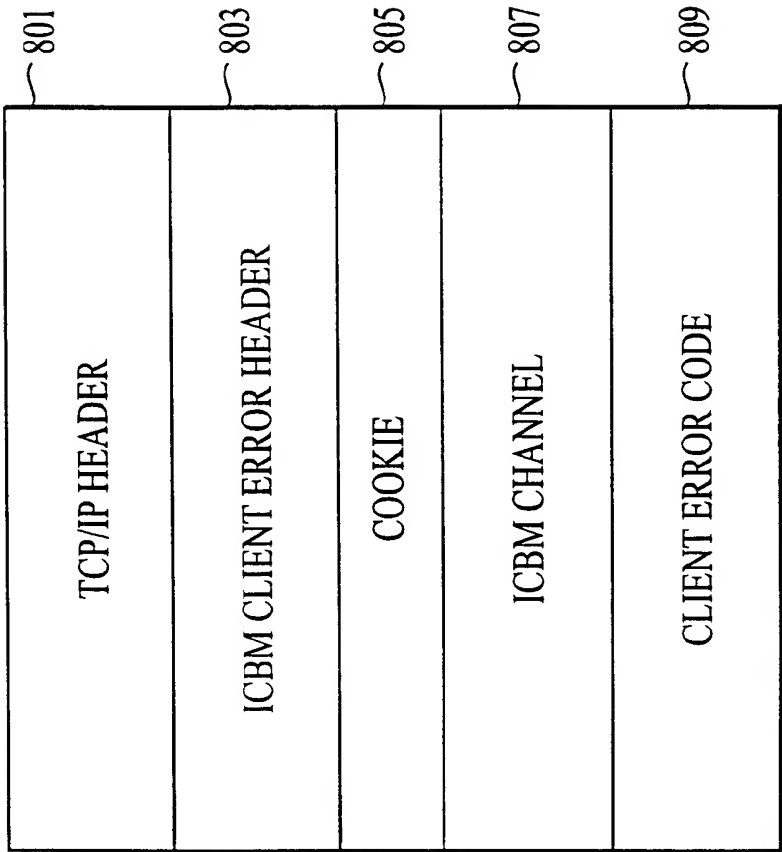 TCP/IP HEADER 801
ICBM CLIENT ERROR HEADER 803
COOKIE 805
ICBM CHANNEL 807
CLIENT ERROR CODE 809